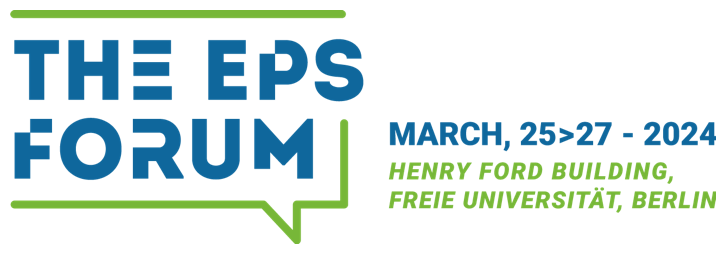 THE EPS
FORUM
MARCH, 25>27 - 2024
HENRY FORD BUILDING,
FREIE UNIVERSITÄT, BERLIN